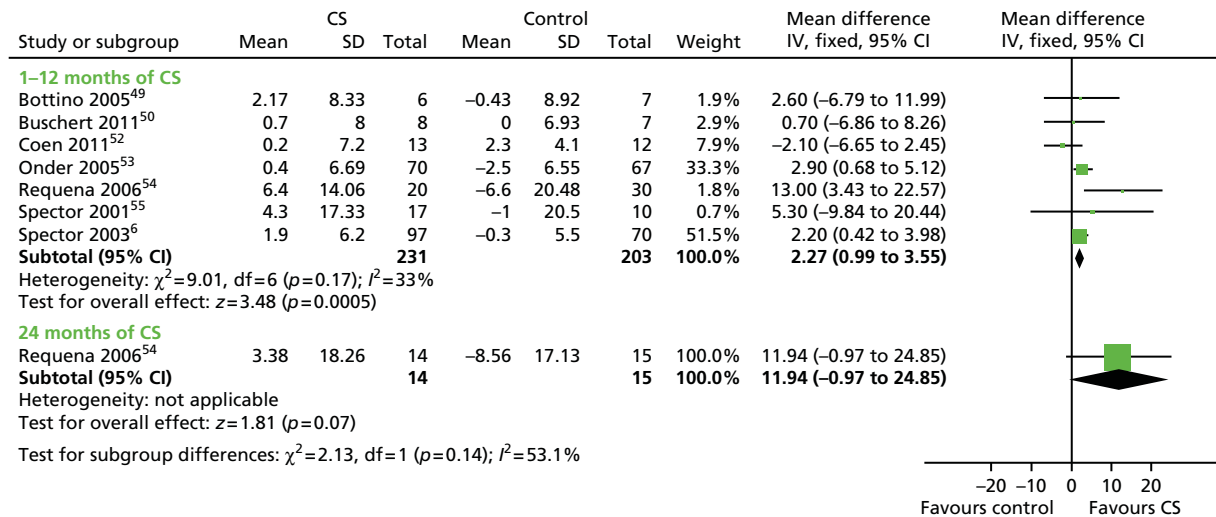 CS Control Mean difference Mean difference
Study or subgroup Mean SD Total Mean SD Total Weight IV, fixed, 95% CI IV, fixed, 95% CI
1–12 months of CS
Bottino 2005⁴⁹ 2.17 8.33 6 –0.43 8.92 7 1.9% 2.60 (–6.79 to 11.99)
Buschert 2011⁵⁰ 0.7 8 8 0 6.93 7 2.9% 0.70 (–6.86 to 8.26)
Coen 2011⁵² 0.2 7.2 13 2.3 4.1 12 7.9% –2.10 (–6.65 to 2.45)
Onder 2005⁵³ 0.4 6.69 70 –2.5 6.55 67 33.3% 2.90 (0.68 to 5.12)
Requena 2006⁵⁴ 6.4 14.06 20 –6.6 20.48 30 1.8% 13.00 (3.43 to 22.57)
Spector 2001⁵⁵ 4.3 17.33 17 –1 20.5 10 0.7% 5.30 (–9.84 to 20.44)
Spector 2003⁶ 1.9 6.2 97 –0.3 5.5 70 51.5% 2.20 (0.42 to 3.98)
Subtotal (95% CI) 231 203 100.0% 2.27 (0.99 to 3.55)
Heterogeneity: χ²=9.01, df=6 (p=0.17); I²=33%
Test for overall effect: z=3.48 (p=0.0005)
24 months of CS
Requena 2006⁵⁴ 3.38 18.26 14 –8.56 17.13 15 100.0% 11.94 (–0.97 to 24.85)
Subtotal (95% CI) 14 15 100.0% 11.94 (–0.97 to 24.85)
Heterogeneity: not applicable
Test for overall effect: z=1.81 (p=0.07)
Test for subgroup differences: χ²=2.13, df=1 (p=0.14); I²=53.1%
–20 –10 0 10 20
Favours control Favours CS